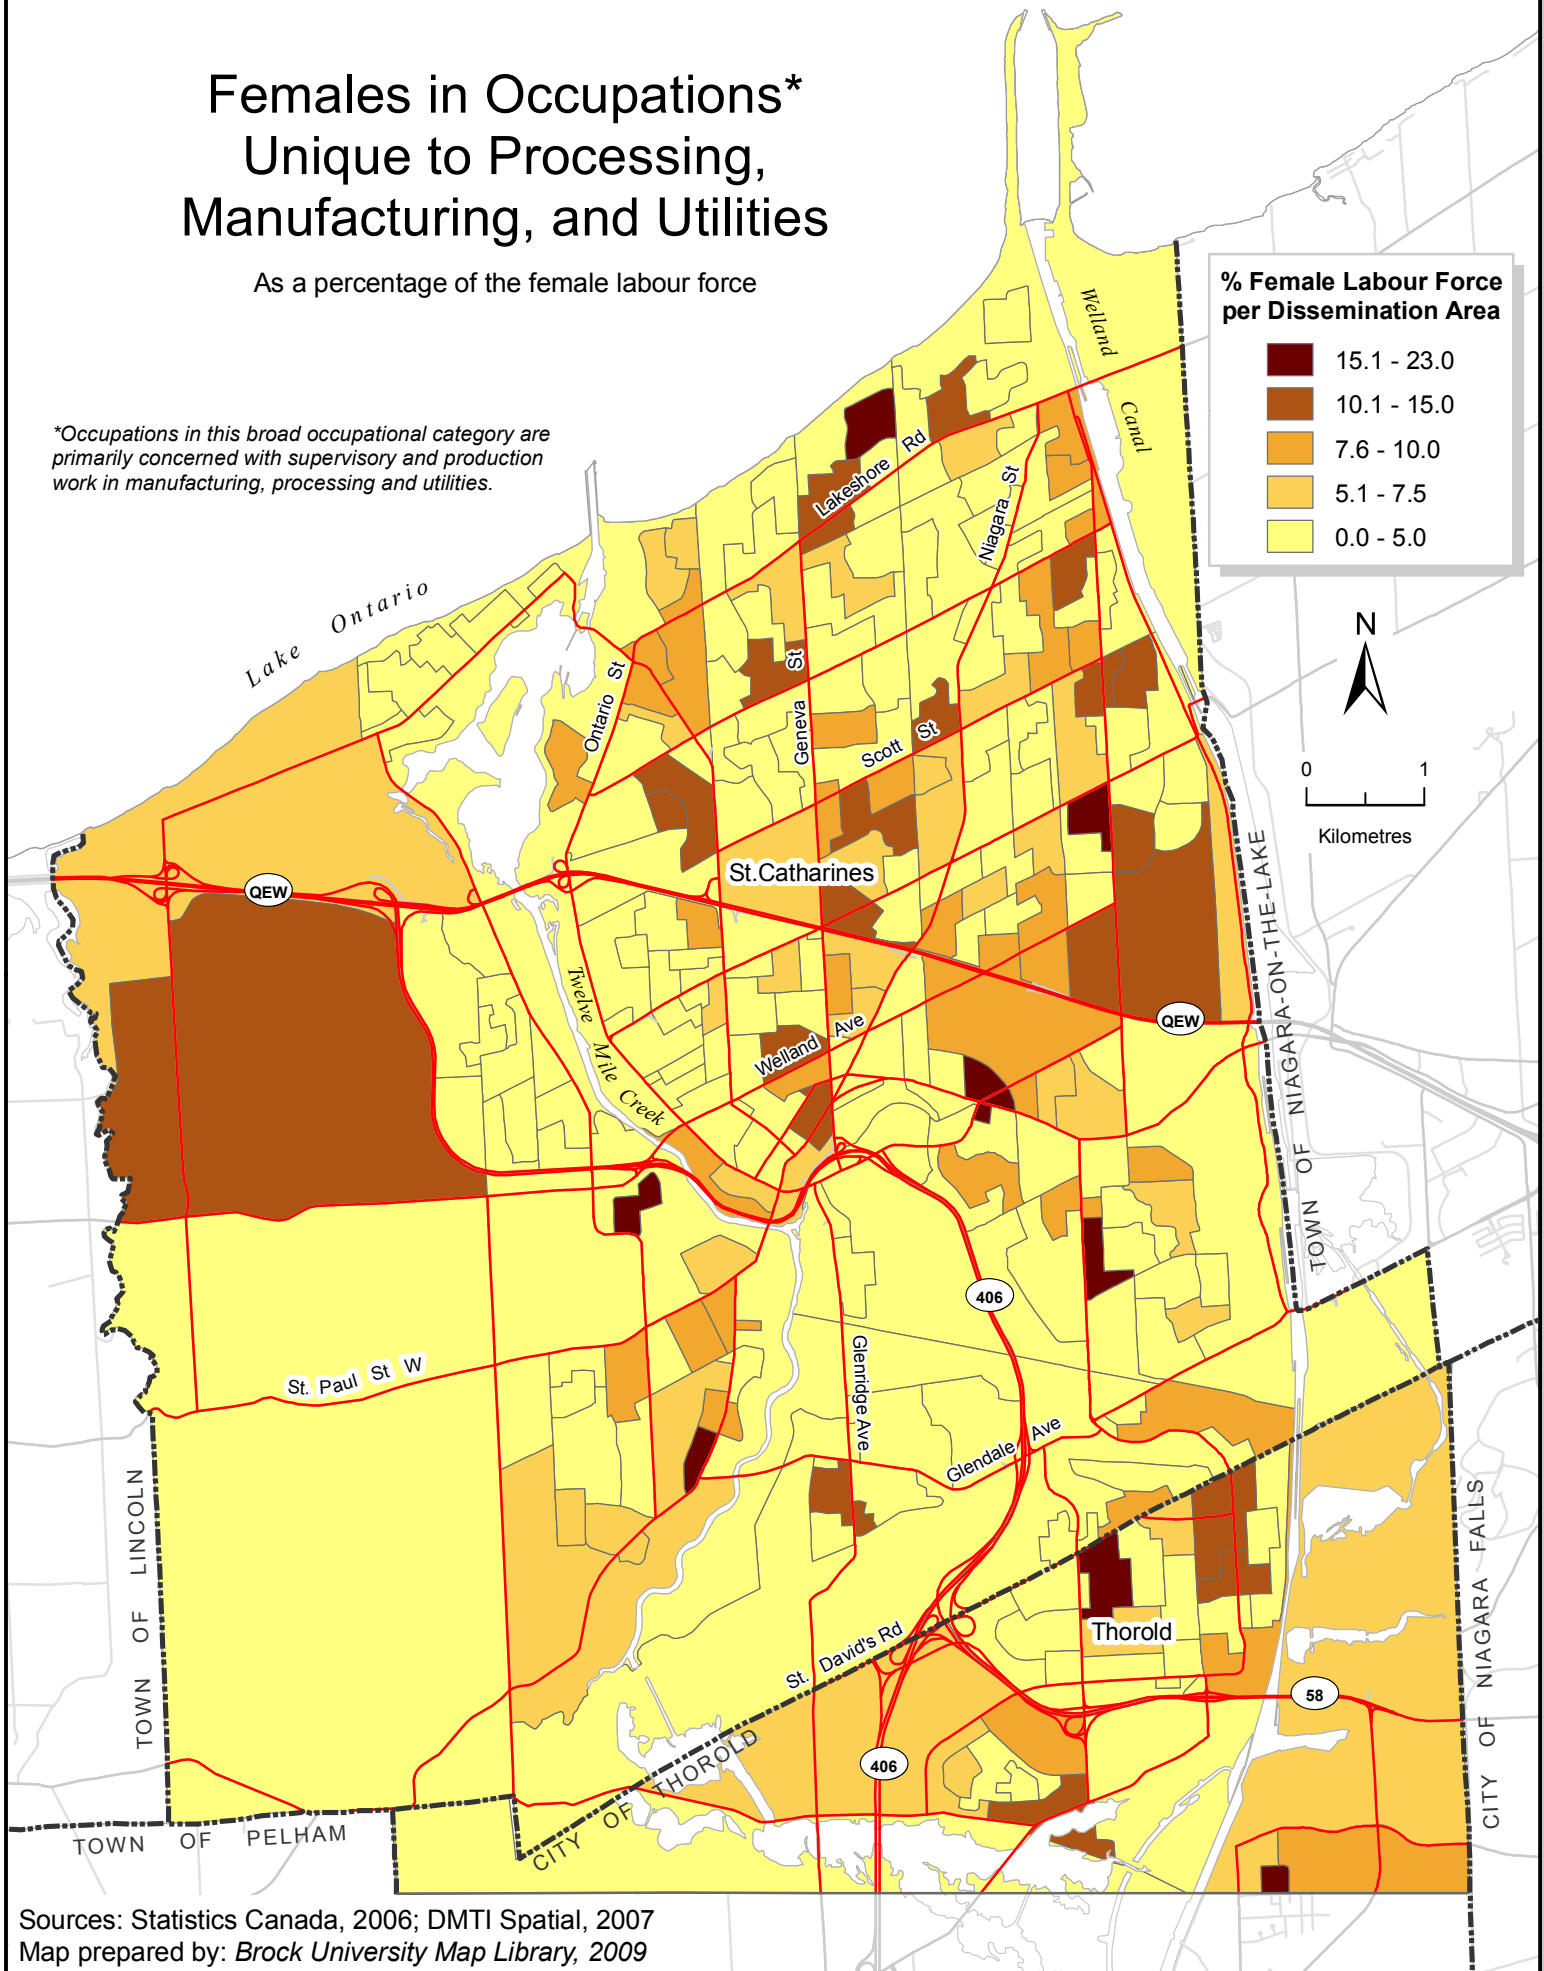 Females in Occupations*
Unique to Processing,
Manufacturing, and Utilities
As a percentage of the female labour force
*Occupations in this broad occupational category are
primarily concerned with supervisory and production
work in manufacturing, processing and utilities.
% Female Labour Force
per Dissemination Area
15.1 - 23.0
10.1 - 15.0
7.6 - 10.0
5.1 - 7.5
0.0 - 5.0
N
0 1
Kilometres
Welland Canal
Lake Ontario
Lakeshore Rd
Niagara St
Ontario St
Geneva St
Scott St
St.Catharines
QEW
QEW
Twelve Mile Creek
Welland Ave
TOWN OF NIAGARA-ON-THE-LAKE
406
St. Paul St W
Glenridge Ave
Glendale Ave
TOWN OF LINCOLN
Thorold
St. David's Rd
58
406
CITY OF THOROLD
CITY OF NIAGARA FALLS
TOWN OF PELHAM
Sources: Statistics Canada, 2006; DMTI Spatial, 2007
Map prepared by: Brock University Map Library, 2009